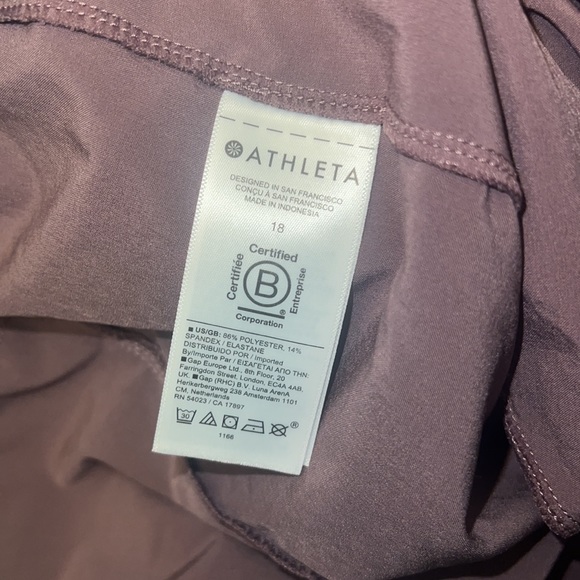 ATHLETA
DESIGNED IN SAN FRANCISCO
CONÇU À SAN FRANCISCO
MADE IN INDONESIA
18
Certified
Certifiée
B
®
Entreprise
Corporation
■ US/GB: 86% POLYESTER, 14%
SPANDEX / ELASTANE
DISTRIBUIDO POR / Imported
By/Importe Par / ΕΙΣΑΓΕΤΑΙ ΑΠΟ ΤΗΝ:
■ Gap Europe Ltd., 8th Floor, 20
Farringdon Street, London, EC4A 4AB,
UK. ■ Gap (RHC) B.V. Luna ArenA
Herikerbergweg 238 Amsterdam 1101
CM, Netherlands
RN 54023 / CA 17897
30
®
1166